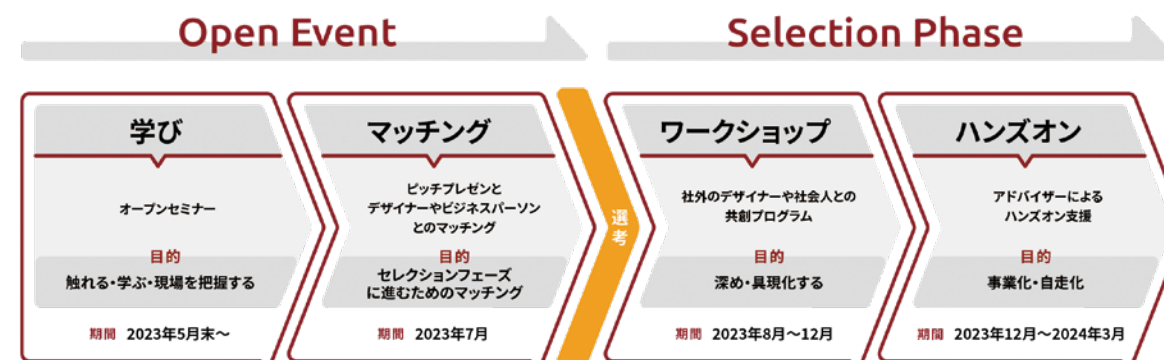 Open Event
Selection Phase
学び
オープンセミナー
目的
触れる・学ぶ・現場を把握する
期間 2023年5月末～
マッチング
ピッチプレゼンと
デザイナーやビジネスパーソン
とのマッチング
目的
セレクションフェーズ
に進むためのマッチング
期間 2023年7月
選考
ワークショップ
社外のデザイナーや社会人との
共創プログラム
目的
深め・具現化する
期間 2023年8月～12月
ハンズオン
アドバイザーによる
ハンズオン支援
目的
事業化・自走化
期間 2023年12月～2024年3月